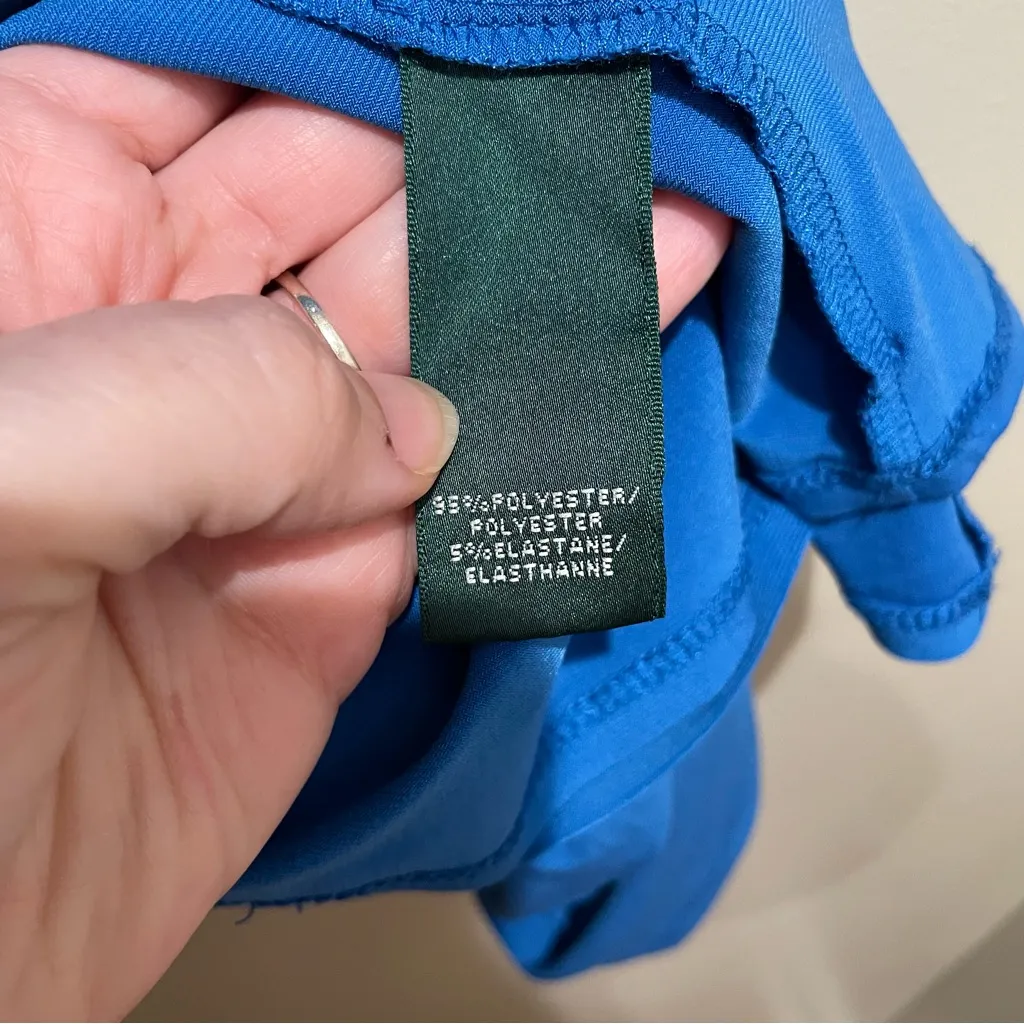 95%POLYESTER/
POLYESTER
5%ELASTANE/
ELASTHANNE